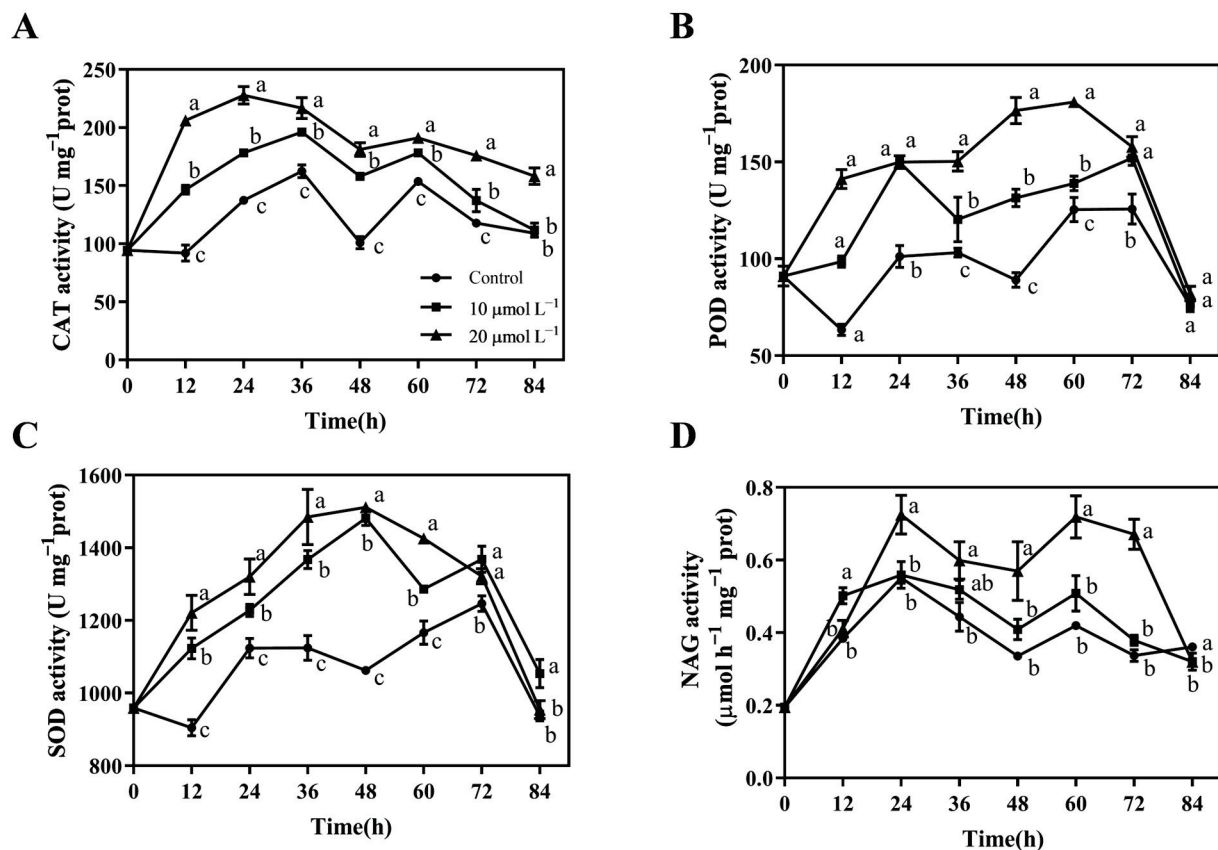 A
CAT activity (U mg⁻¹prot)
250
200
150
100
50
0
a
a
a
a
a
a
a
b
b
b
b
b
b
b
c
c
c
c
c
c
b
Control
10 μmol L⁻¹
20 μmol L⁻¹
0 12 24 36 48 60 72 84
Time(h)
B
POD activity (U mg⁻¹prot)
200
150
100
50
a
a
a
a
a
a
a
a
a
b
b
b
a
a
a
b
c
c
c
b
a
0 12 24 36 48 60 72 84
Time(h)
C
SOD activity (U mg⁻¹prot)
1600
1400
1200
1000
800
a
a
a
a
a
a
a
b
b
b
b
b
a
b
c
c
c
c
c
b
b
0 12 24 36 48 60 72 84
Time(h)
D
NAG activity
(μmol h⁻¹ mg⁻¹ prot)
0.8
0.6
0.4
0.2
0.0
a
a
a
a
a
a
a
b
b
ab
b
b
b
b
b
b
b
b
b
b
b
0 12 24 36 48 60 72 84
Time(h)